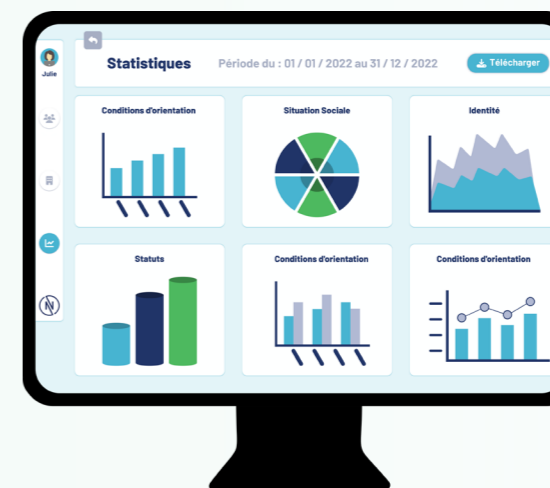 Julie
Statistiques
Période du : 01 / 01 / 2022 au 31 / 12 / 2022
Télécharger
Conditions d'orientation
Situation Sociale
Identité
Statuts
Conditions d'orientation
Conditions d'orientation
N